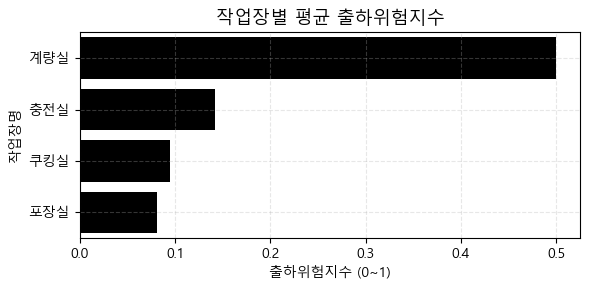 작업장별 평균 출하위험지수
작업장명
계량실
충전실
쿠킹실
포장실
0.0 0.1 0.2 0.3 0.4 0.5
출하위험지수 (0~1)